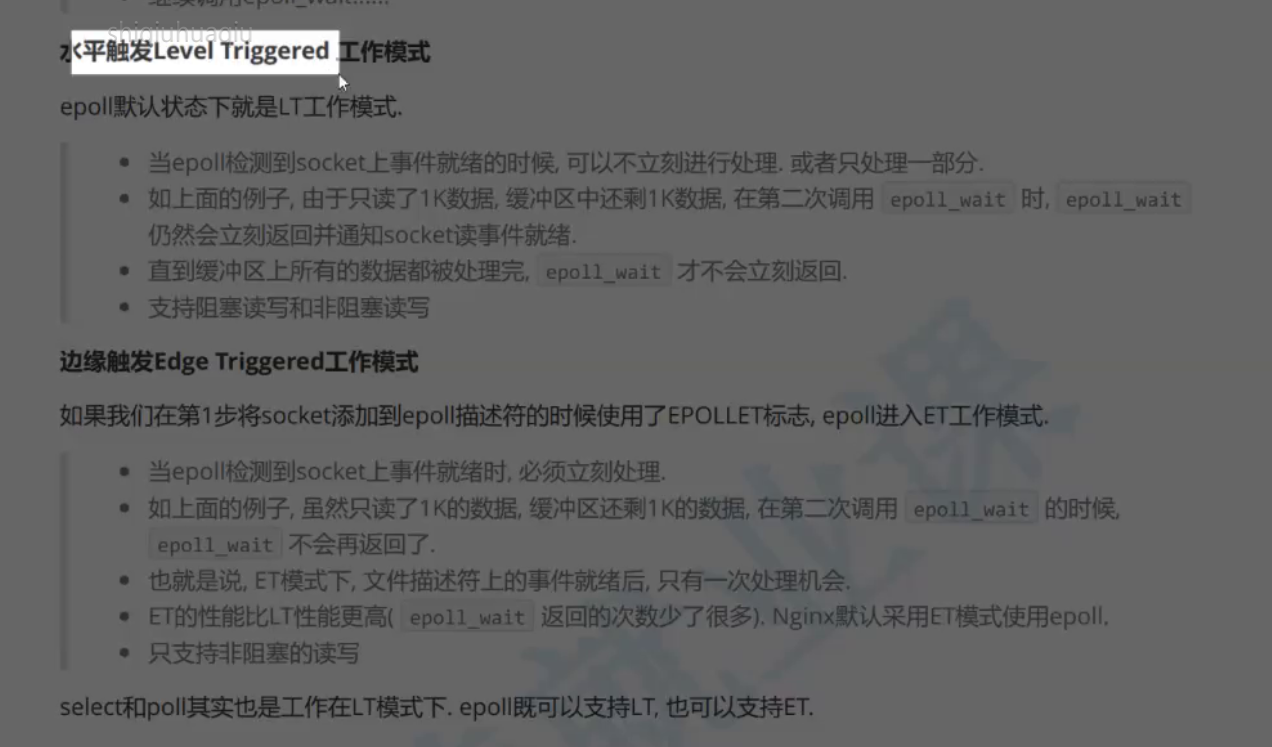 继续调用epoll_wait......
shiqiuhuaqiu
水平触发Level Triggered 工作模式
epoll默认状态下就是LT工作模式.
当epoll检测到socket上事件就绪的时候, 可以不立刻进行处理. 或者只处理一部分.
如上面的例子, 由于只读了1K数据, 缓冲区中还剩1K数据, 在第二次调用 epoll_wait 时, epoll_wait
仍然会立刻返回并通知socket读事件就绪.
直到缓冲区上所有的数据都被处理完, epoll_wait 才不会立刻返回.
支持阻塞读写和非阻塞读写
边缘触发Edge Triggered工作模式
如果我们在第1步将socket添加到epoll描述符的时候使用了EPOLLET标志, epoll进入ET工作模式.
当epoll检测到socket上事件就绪时, 必须立刻处理.
如上面的例子, 虽然只读了1K的数据, 缓冲区还剩1K的数据, 在第二次调用 epoll_wait 的时候,
epoll_wait 不会再返回了.
也就是说, ET模式下, 文件描述符上的事件就绪后, 只有一次处理机会.
ET的性能比LT性能更高( epoll_wait 返回的次数少了很多). Nginx默认采用ET模式使用epoll.
只支持非阻塞的读写
select和poll其实也是工作在LT模式下. epoll既可以支持LT, 也可以支持ET.